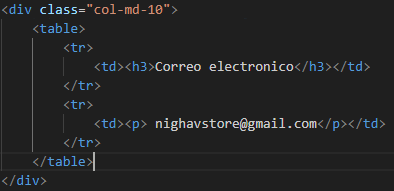 <div class="col-md-10">
<table>
<tr>
<td><h3>Correo electronico</h3></td>
</tr>
<tr>
<td><p> nighavstore@gmail.com</p></td>
</tr>
</table>
</div>